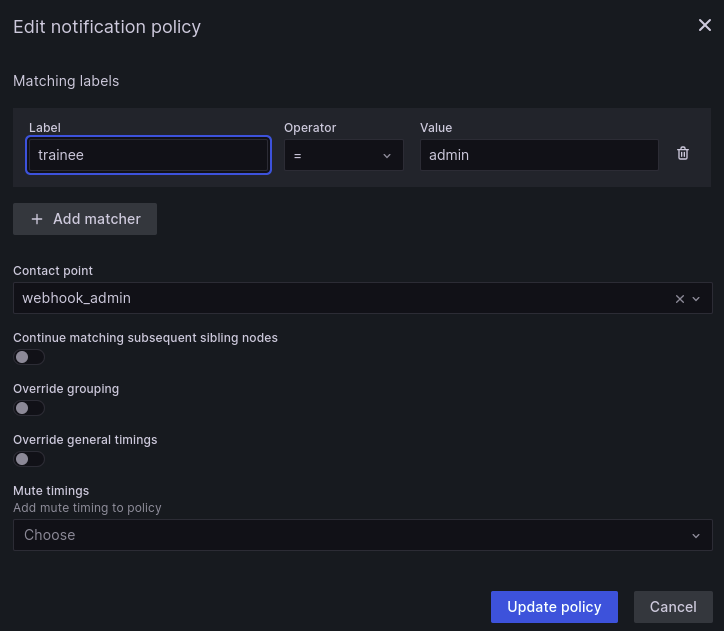 Edit notification policy
Matching labels
Label Operator Value
trainee = admin
+ Add matcher
Contact point
webhook_admin
Continue matching subsequent sibling nodes
Override grouping
Override general timings
Mute timings
Add mute timing to policy
Choose
Update policy Cancel